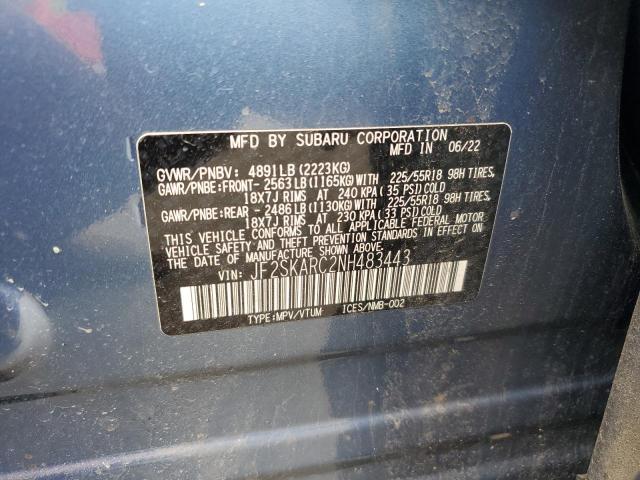 MFD BY SUBARU CORPORATION
MFD IN 06/22
GVWR/PNBV: 4891LB(2223KG)
GAWR/PNBE:FRONT- 2563LB(1165KG)WITH 225/55R18 98H TIRES,
18X7J RIMS AT 240 KPA(35 PSI)COLD
GAWR/PNBE:REAR - 2486LB(1130KG)WITH 225/55R18 98H TIRES,
18X7J RIMS AT 230 KPA(33 PSI)COLD
THIS VEHICLE CONFORMS TO ALL APPLICABLE FEDERAL MOTOR
VEHICLE SAFETY AND THEFT PREVENTION STANDARDS IN EFFECT ON
THE DATE OF MANUFACTURE SHOWN ABOVE.
VIN: JF2SKARC2NH483443
TYPE:MPV/VTUM ICES/NMB-002